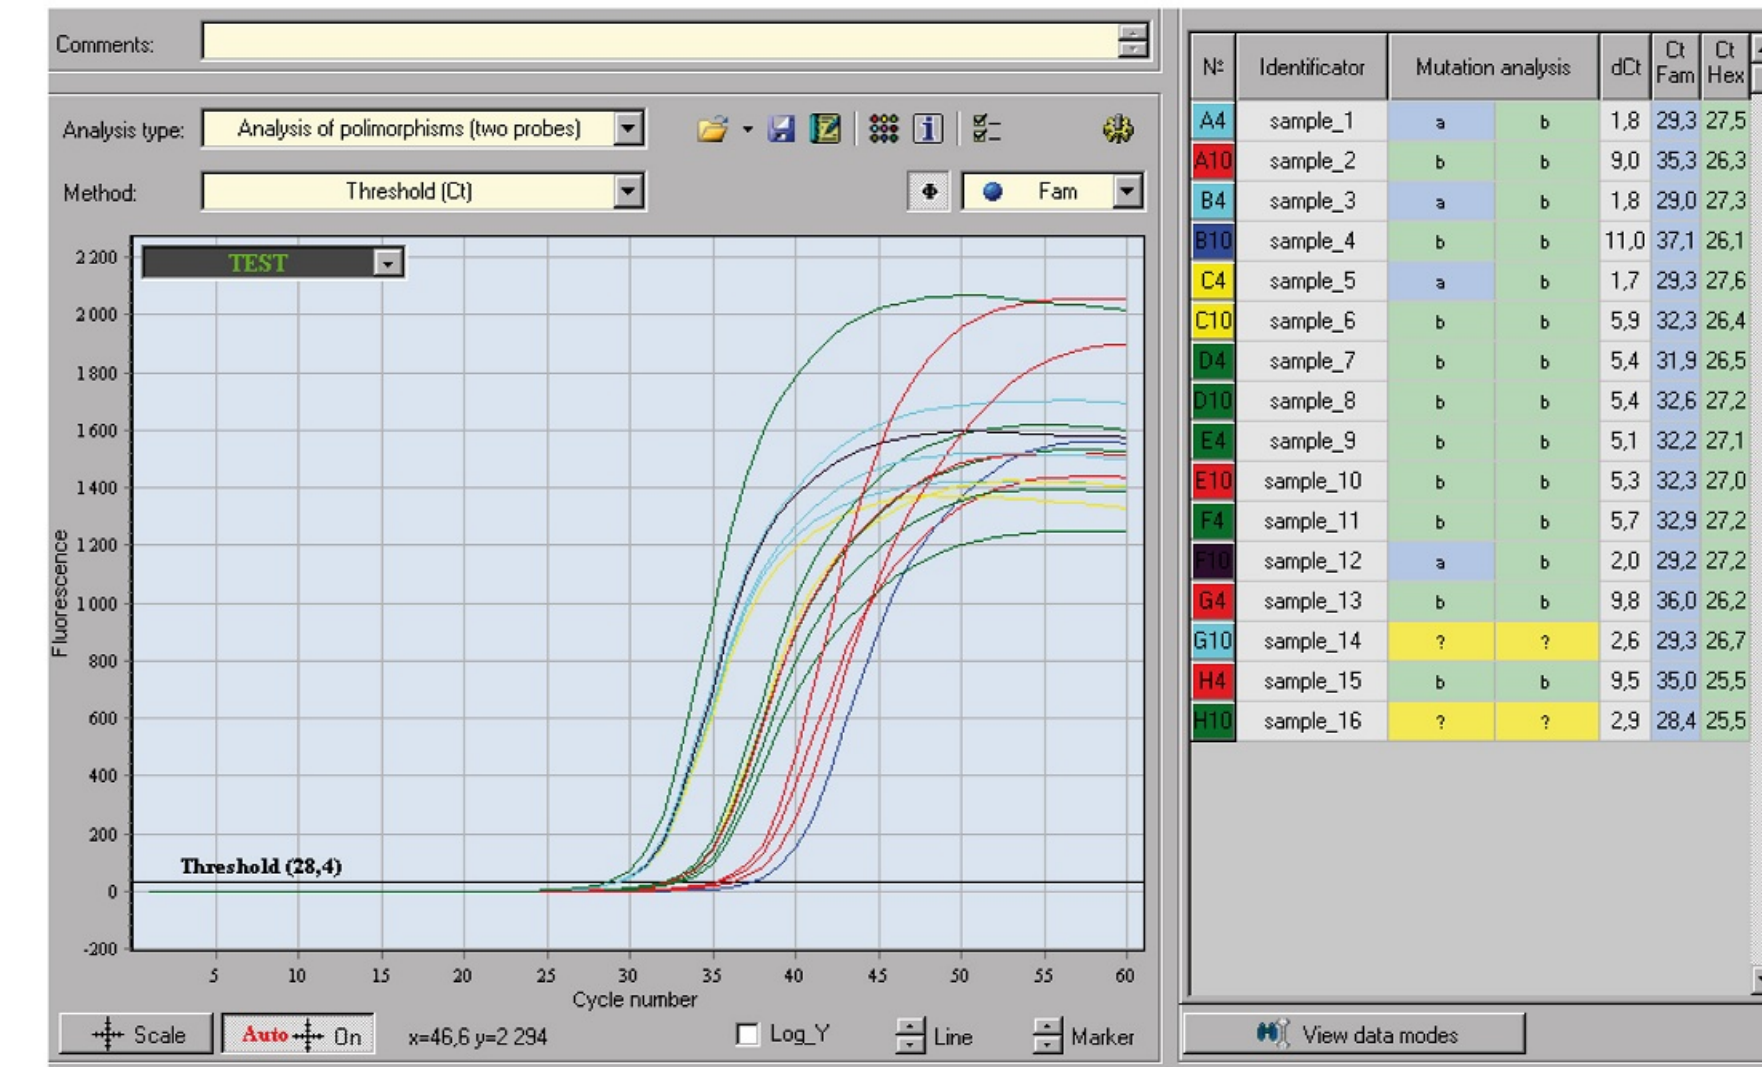 Comments:
Analysis type: Analysis of polimorphisms (two probes)
Method: Threshold (Ct) Φ Fam
TEST
2 200
2 000
1 800
1 600
1 400
1 200
1 000
800
600
400
200
0
-200
Fluorescence
Threshold (28,4)
5 10 15 20 25 30 35 40 45 50 55 60
Cycle number
Scale Auto On x=46,6 y=2 294 Log_Y Line Marker
№ Identificator Mutation analysis dCt Ct Fam Ct Hex
A4 sample_1 a b 1,8 29,3 27,5
A10 sample_2 b b 9,0 35,3 26,3
B4 sample_3 a b 1,8 29,0 27,3
B10 sample_4 b b 11,0 37,1 26,1
C4 sample_5 a b 1,7 29,3 27,6
C10 sample_6 b b 5,9 32,3 26,4
D4 sample_7 b b 5,4 31,9 26,5
D10 sample_8 b b 5,4 32,6 27,2
E4 sample_9 b b 5,1 32,2 27,1
E10 sample_10 b b 5,3 32,3 27,0
F4 sample_11 b b 5,7 32,9 27,2
F10 sample_12 a b 2,0 29,2 27,2
G4 sample_13 b b 9,8 36,0 26,2
G10 sample_14 ? ? 2,6 29,3 26,7
H4 sample_15 b b 9,5 35,0 25,5
H10 sample_16 ? ? 2,9 28,4 25,5
View data modes